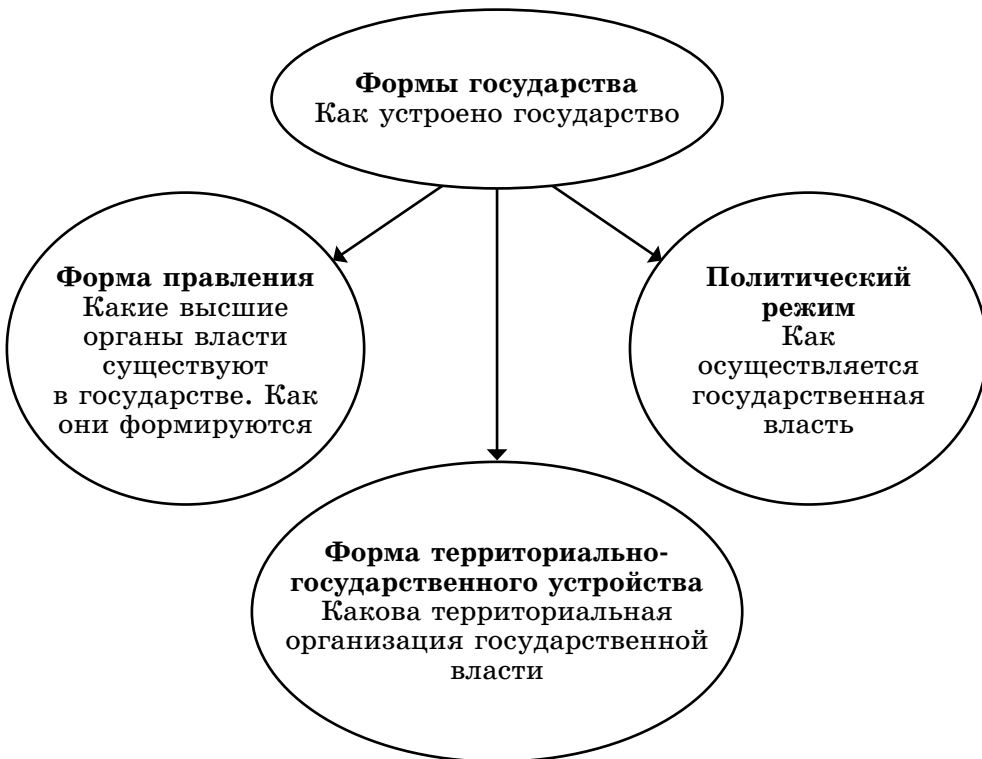 Формы государства
Как устроено государство
Форма правления
Какие высшие
органы власти
существуют
в государстве. Как
они формируются
Политический
режим
Как
осуществляется
государственная
власть
Форма территориально-
государственного устройства
Какова территориальная
организация государственной
власти